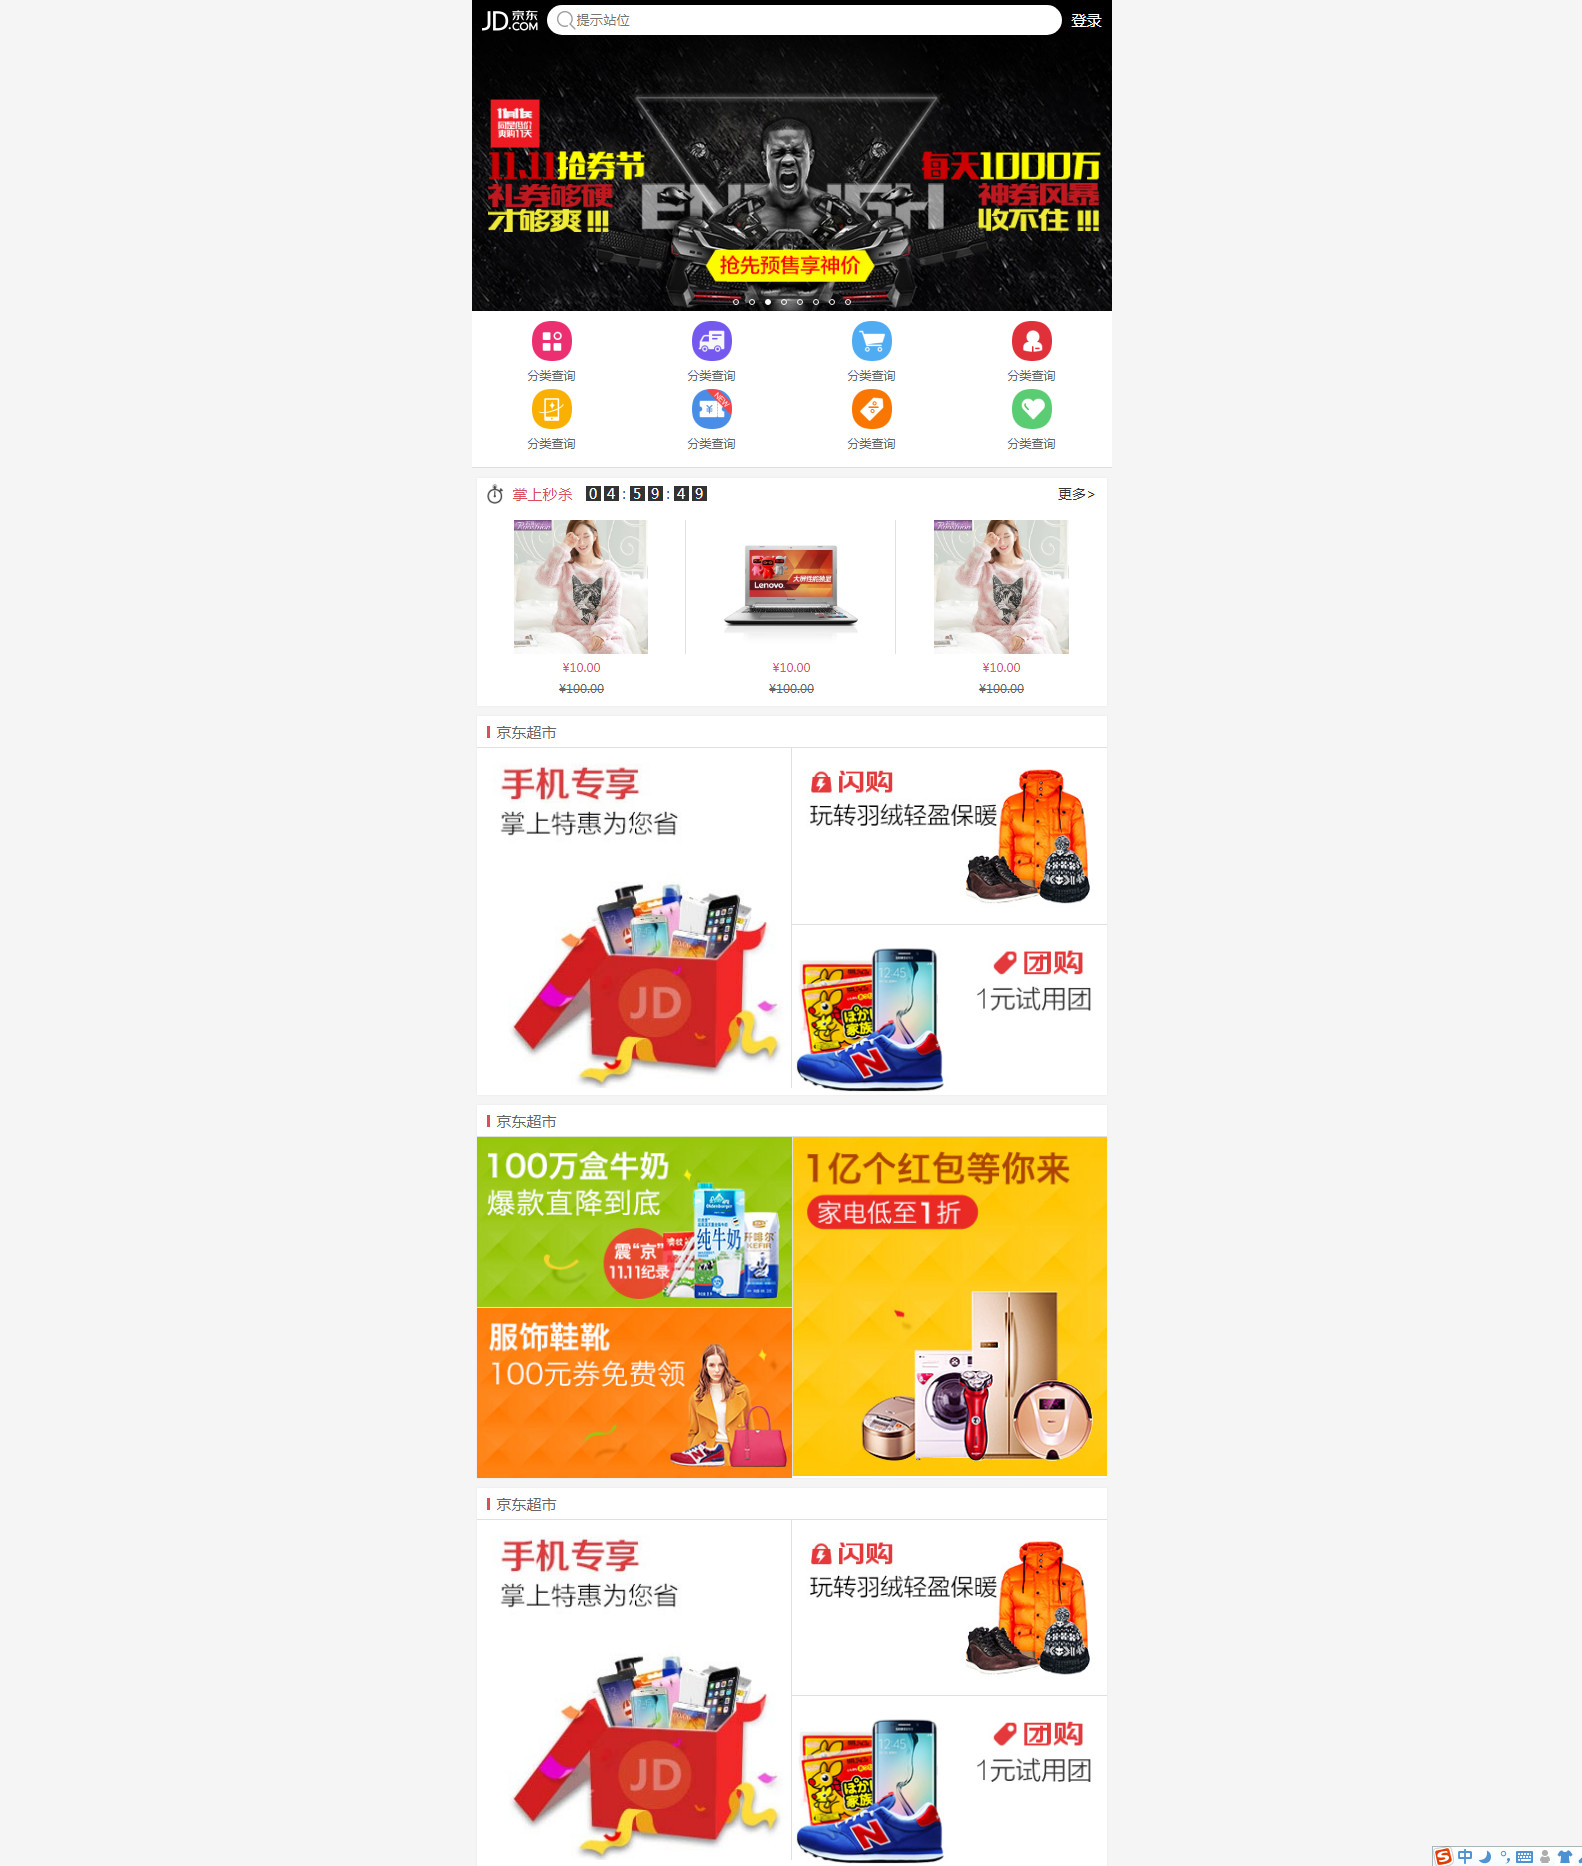 JD 京东
.COM
提示站位
登录
11.11抢券节
礼券够硬
才够爽 !!!
每天1000万
神券风暴
收不住 !!!
抢先预售享神价
分类查询
分类查询
分类查询
分类查询
NEW
分类查询
分类查询
分类查询
分类查询
掌上秒杀
04:59:49
更多>
Lenovo
¥10.00
¥10.00
¥10.00
¥100.00
¥100.00
¥100.00
京东超市
手机专享
掌上特惠为您省
JD
闪购
玩转羽绒轻盈保暖
团购
1元试用团
12:45
N
京东超市
100万盒牛奶
爆款直降到底
震“京”
11.11纪录
纯牛奶
1亿个红包等你来
家电低至1折
服饰鞋靴
100元券免费领
京东超市
手机专享
掌上特惠为您省
JD
闪购
玩转羽绒轻盈保暖
团购
1元试用团
12:45
N
中